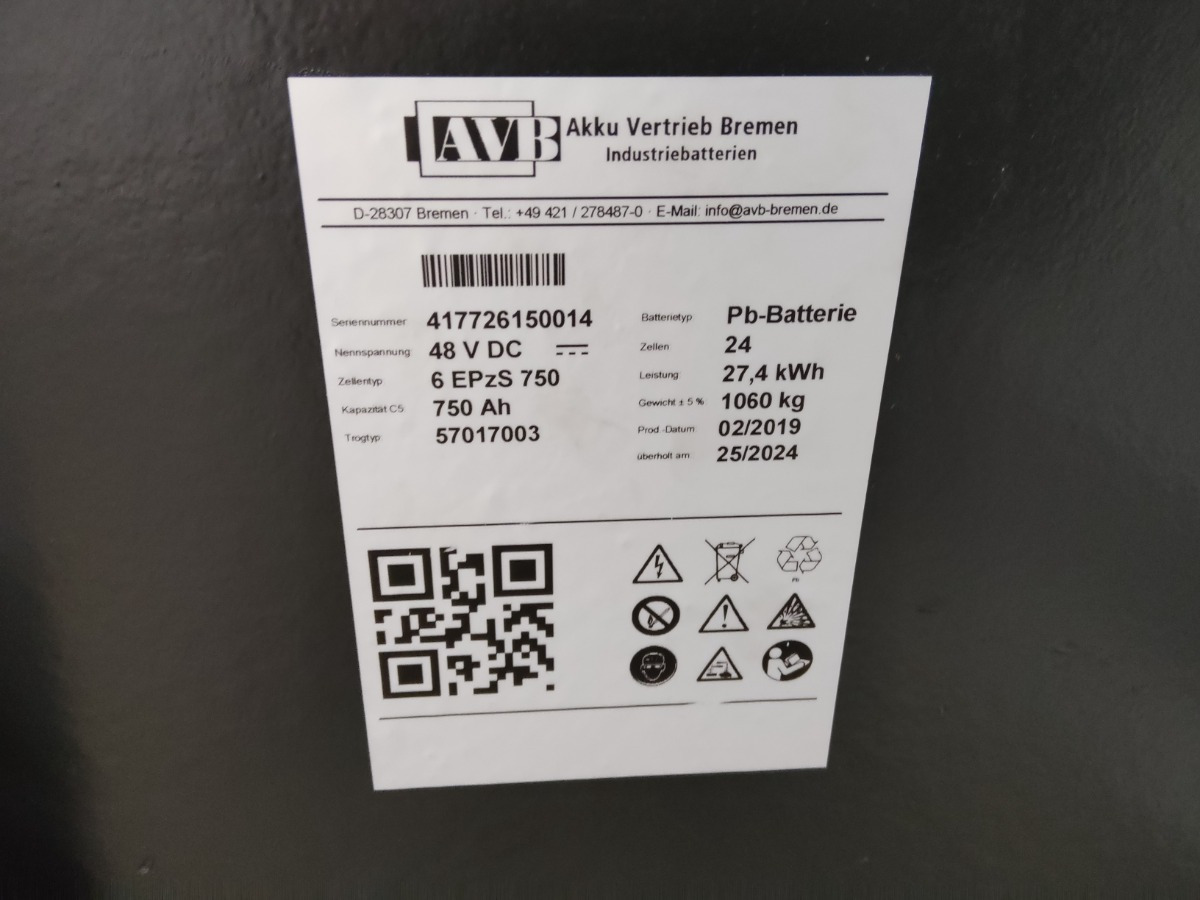 AVB Akku Vertrieb Bremen
Industriebatterien
D-28307 Bremen · Tel.: +49 421 / 278487-0 · E-Mail: info@avb-bremen.de
Seriennummer 417726150014
Nennspannung 48 V DC
Zellentyp 6 EPzS 750
Kapazität C5 750 Ah
Trogtyp 57017003
Batterietyp Pb-Batterie
Zellen 24
Leistung 27,4 kWh
Gewicht ± 5 % 1060 kg
Prod.-Datum 02/2019
überholt am 25/2024
Pb